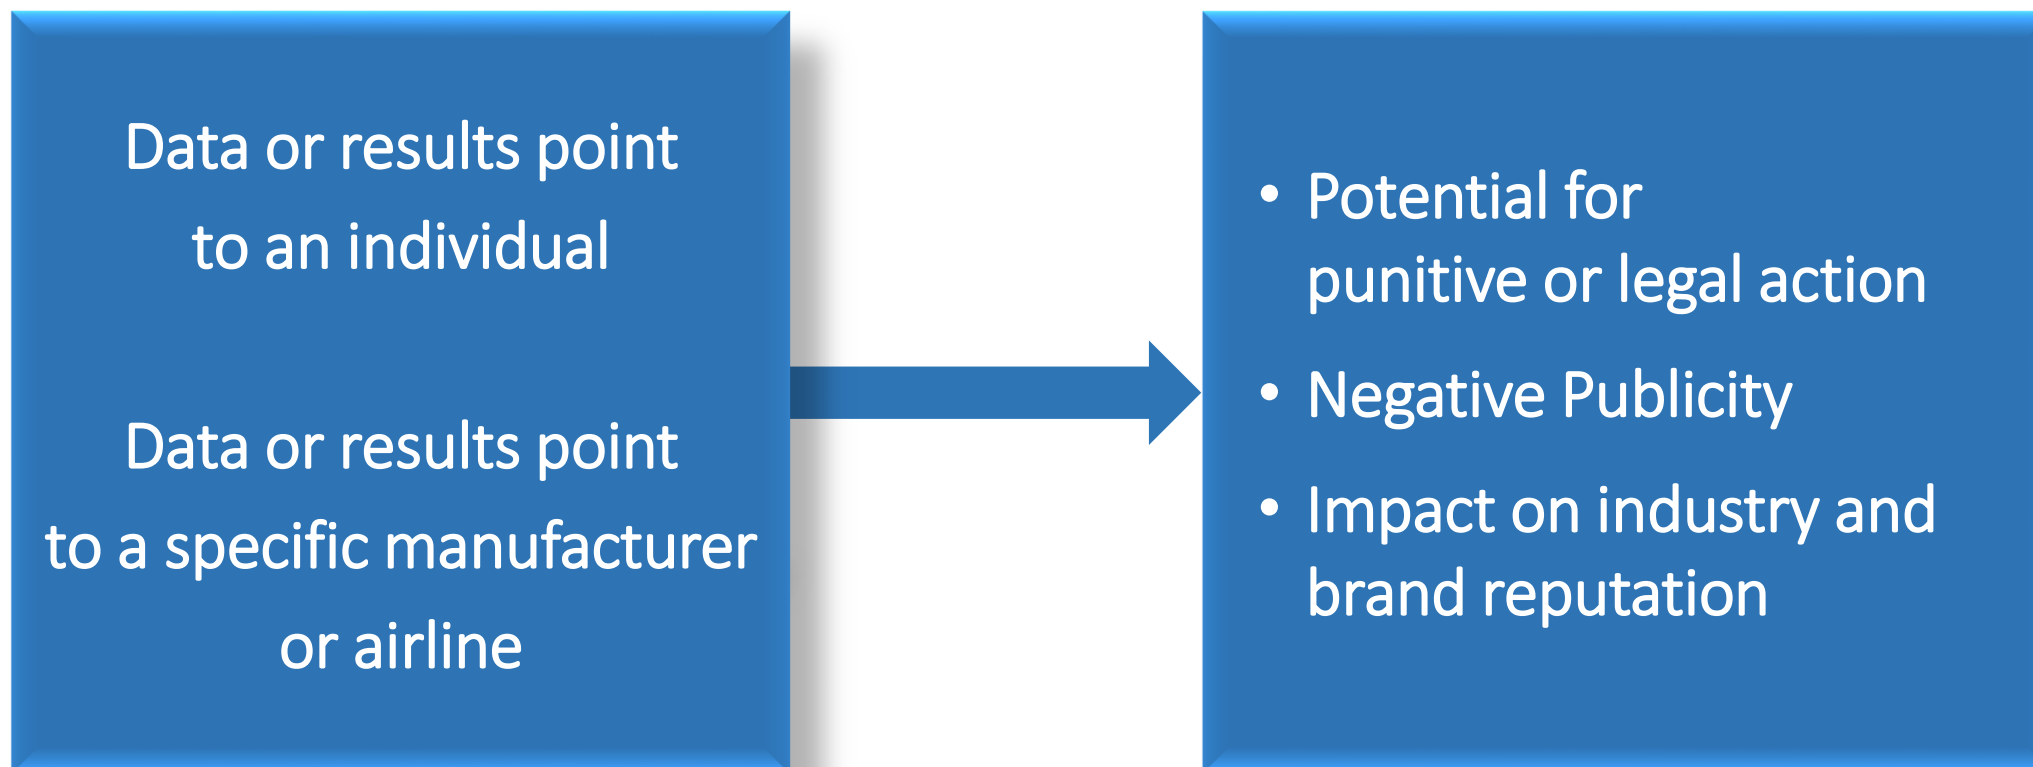 Data or results point
to an individual
Data or results point
to a specific manufacturer
or airline
• Potential for
punitive or legal action
• Negative Publicity
• Impact on industry and
brand reputation